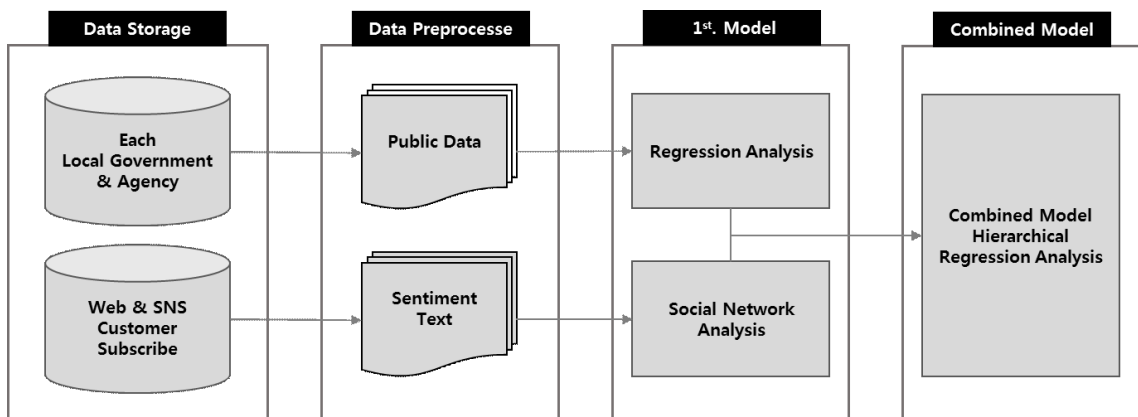 Data Storage
Data Preprocesse
1st. Model
Combined Model
Each
Local Government
& Agency
Public Data
Regression Analysis
Combined Model
Hierarchical
Regression Analysis
Web & SNS
Customer
Subscribe
Sentiment
Text
Social Network
Analysis